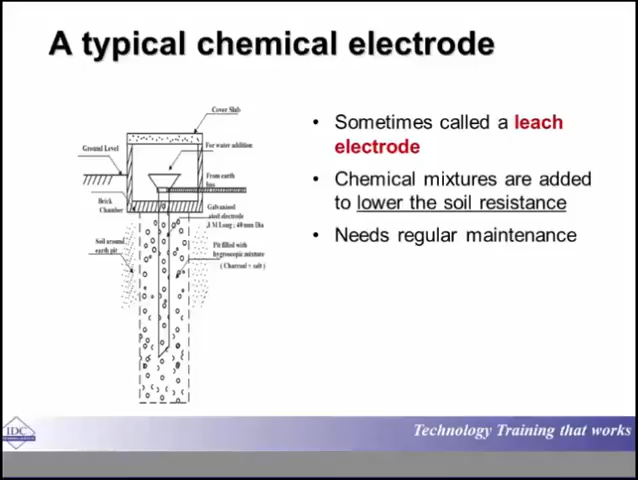 A typical chemical electrode
Cover Slab
Ground Level
For water addition
From earth
bus
Brick
Chamber
Galvanised
steel electrode
3 M Long; 40 mm Dia
Soil around
earth pit
Pit filled with
hygroscopic mixture
( Charcoal + salt )
• Sometimes called a leach
electrode
• Chemical mixtures are added
to lower the soil resistance
• Needs regular maintenance
IDC
Technology Training that works